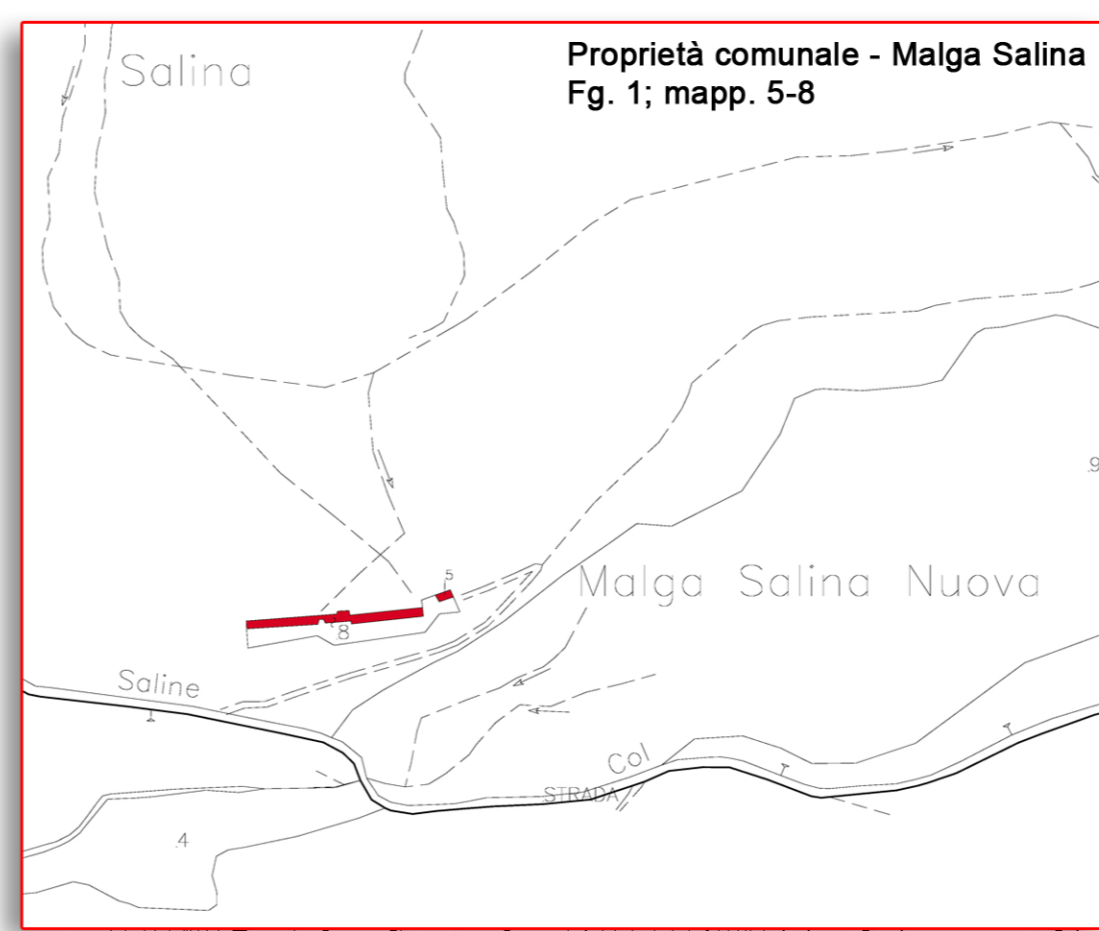 Proprietà comunale - Malga Salina
Fg. 1; mapp. 5-8
Salina
9
5
Malga Salina Nuova
8
Saline
Col
STRADA
4